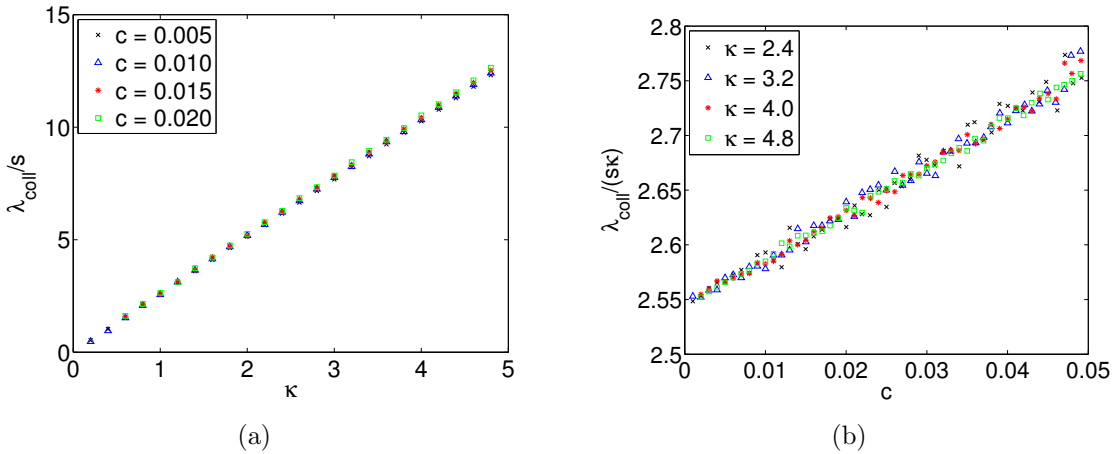 15
10
5
0
λcoll/s
c = 0.005
c = 0.010
c = 0.015
c = 0.020
0 1 2 3 4 5
κ
(a)
2.8
2.75
2.7
2.65
2.6
2.55
2.5
λcoll/(sκ)
κ = 2.4
κ = 3.2
κ = 4.0
κ = 4.8
0 0.01 0.02 0.03 0.04 0.05
c
(b)